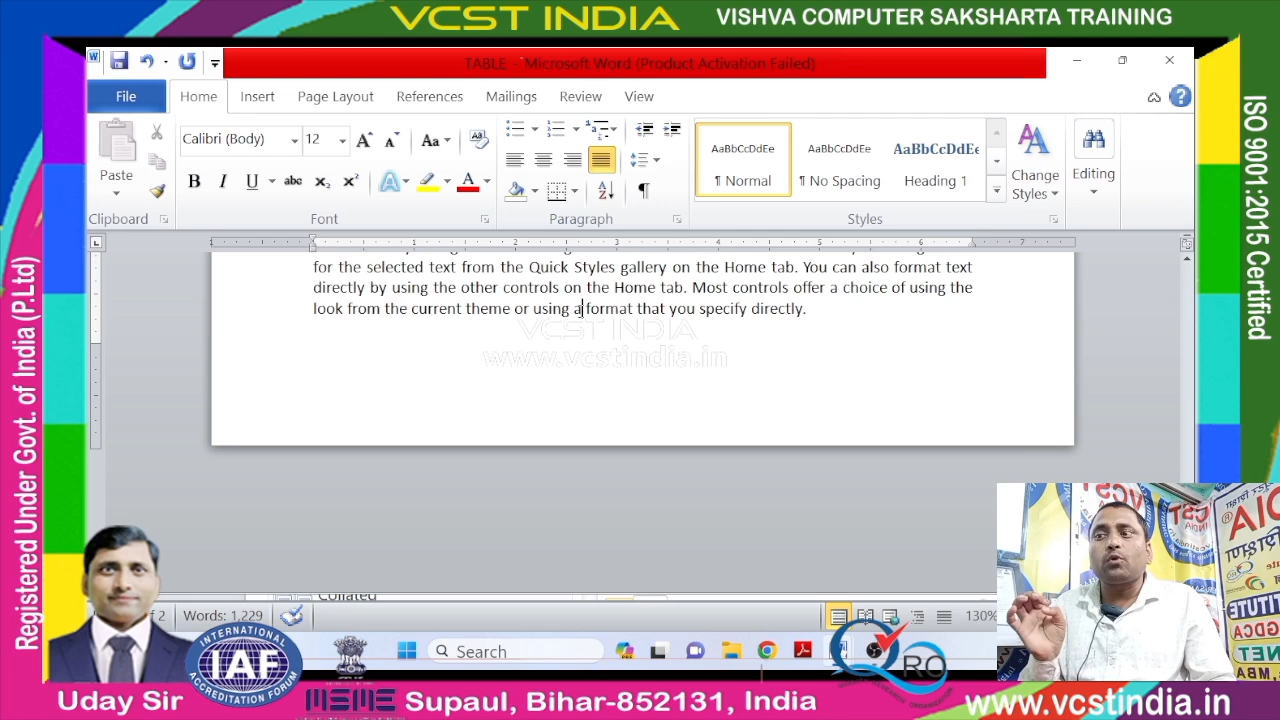 VCST INDIA
VISHVA COMPUTER SAKSHARTA TRAINING
TABLE - Microsoft Word (Product Activation Failed)
File Home Insert Page Layout References Mailings Review View
Calibri (Body) 12
Paste
Clipboard
Font
Paragraph
AaBbCcDdEe
¶ Normal
AaBbCcDdEe
¶ No Spacing
AaBbCcDdEe
Heading 1
Change
Styles
Editing
Styles
for the selected text from the Quick Styles gallery on the Home tab. You can also format text
directly by using the other controls on the Home tab. Most controls offer a choice of using the
look from the current theme or using a format that you specify directly.
VCST INDIA
www.vcstindia.in
Collated
2 Words: 1,229
130%
Search
Registered Under Govt. of India (P.Ltd)
ISO 9001:2015 Certified
INTERNATIONAL
IAF
ACCREDITATION FORUM
RO
Uday Sir
MSME
Supaul, Bihar-852131, India
www.vcstindia.in